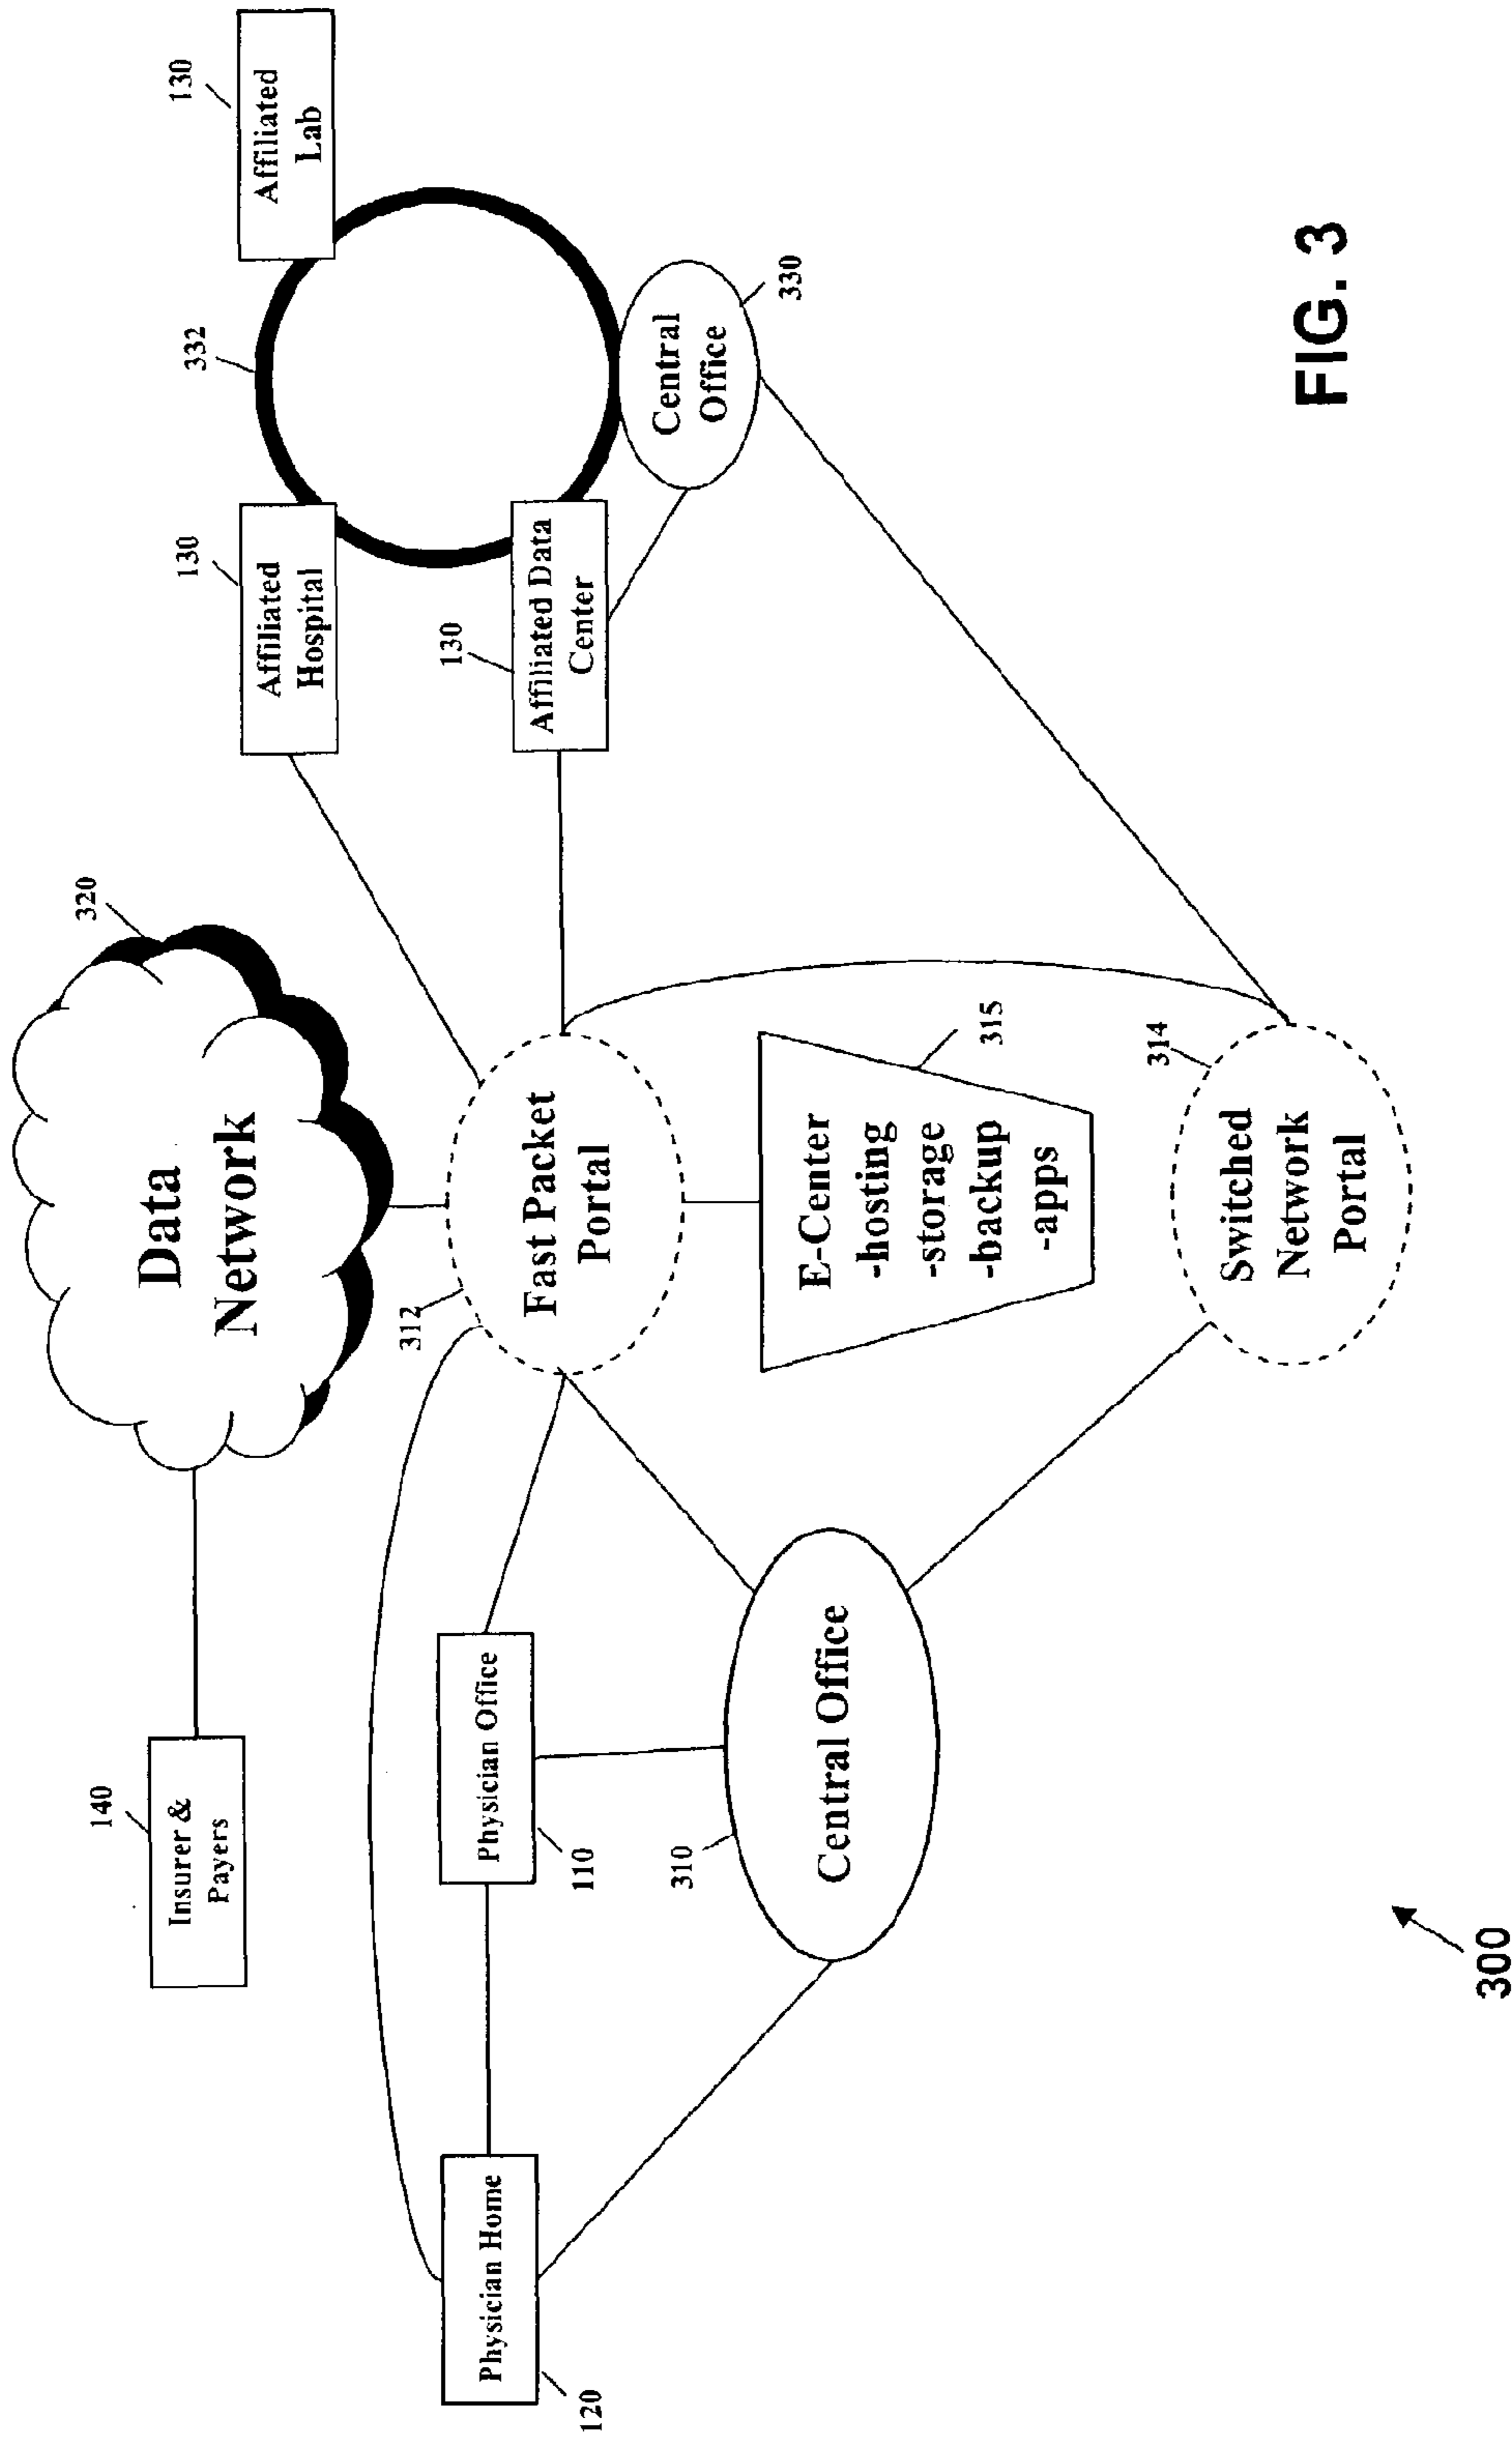 320
Data
Network
140
Insurer &
Payers
130
Affiliated
Lab
332
130
Affiliated
Hospital
312
Fast Packet
Portal
130
Affiliated Data
Center
Physician Home
120
Physician Office
110
Central
Office
330
310
Central Office
E-Center
-hosting
-storage
-backup
-apps
315
314
Switched
Network
Portal
300
FIG. 3